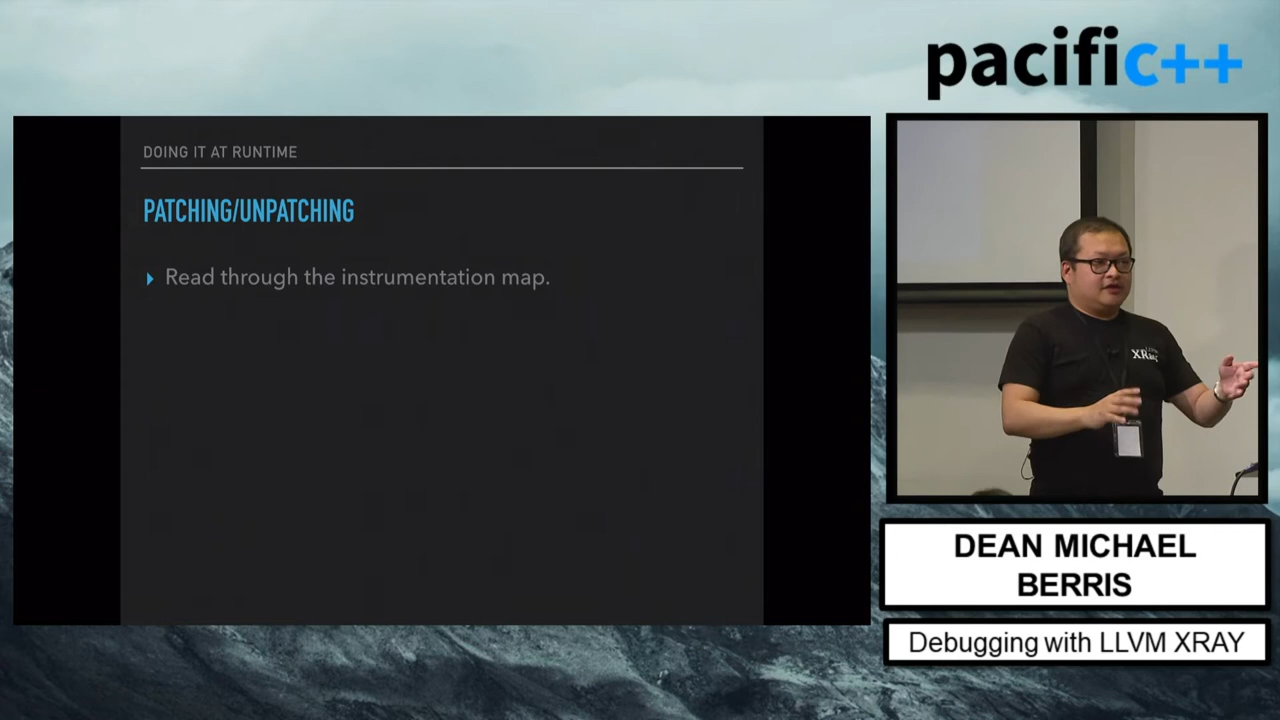 pacific++
DOING IT AT RUNTIME
PATCHING/UNPATCHING
Read through the instrumentation map.
XRay
DEAN MICHAEL
BERRIS
Debugging with LLVM XRAY